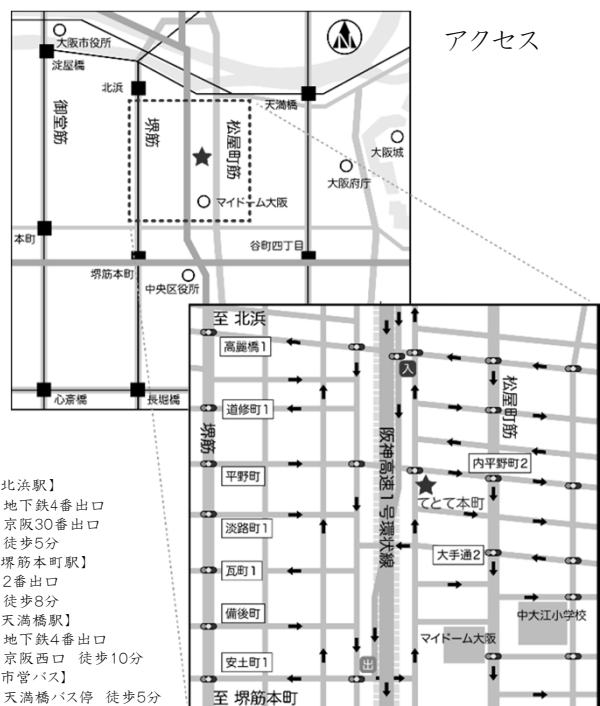 アクセス
大阪市役所
淀屋橋
北浜
天満橋
御堂筋
堺筋
松屋町筋
大阪城
大阪府庁
マイドーム大阪
本町
谷町四丁目
堺筋本町
中央区役所
心斎橋
長堀橋
至 北浜
高麗橋1
入
道修町1
松屋町筋
堺筋
阪神高速1号環状線
平野町
内平野町2
てとて本町
淡路町1
大手通2
瓦町1
備後町
中大江小学校
マイドーム大阪
安土町1
出
至 堺筋本町
北浜駅】
地下鉄4番出口
京阪30番出口
徒歩5分
堺筋本町駅】
2番出口
徒歩8分
天満橋駅】
地下鉄4番出口
京阪西口 徒歩10分
市営バス】
天満橋バス停 徒歩5分